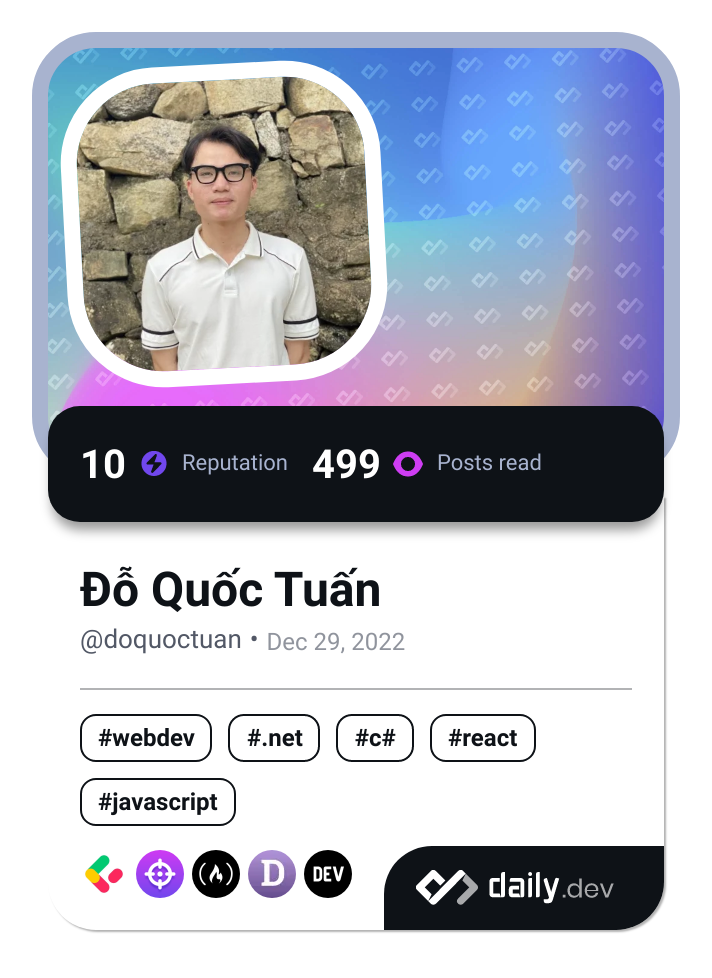 10 Reputation 499 Posts read
Đỗ Quốc Tuấn
@doquoctuan • Dec 29, 2022
#webdev #.net #c# #react
#javascript
D DEV
daily.dev